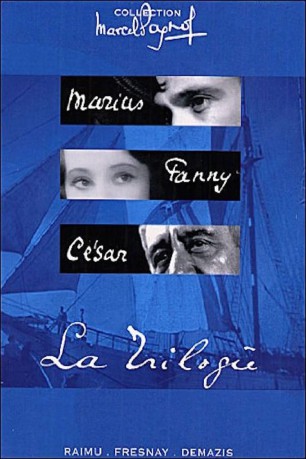 COLLECTION
Marcel Pagnol
Marius
Fanny
César
La Trilogie
RAIMU . FRESNAY . DEMAZIS